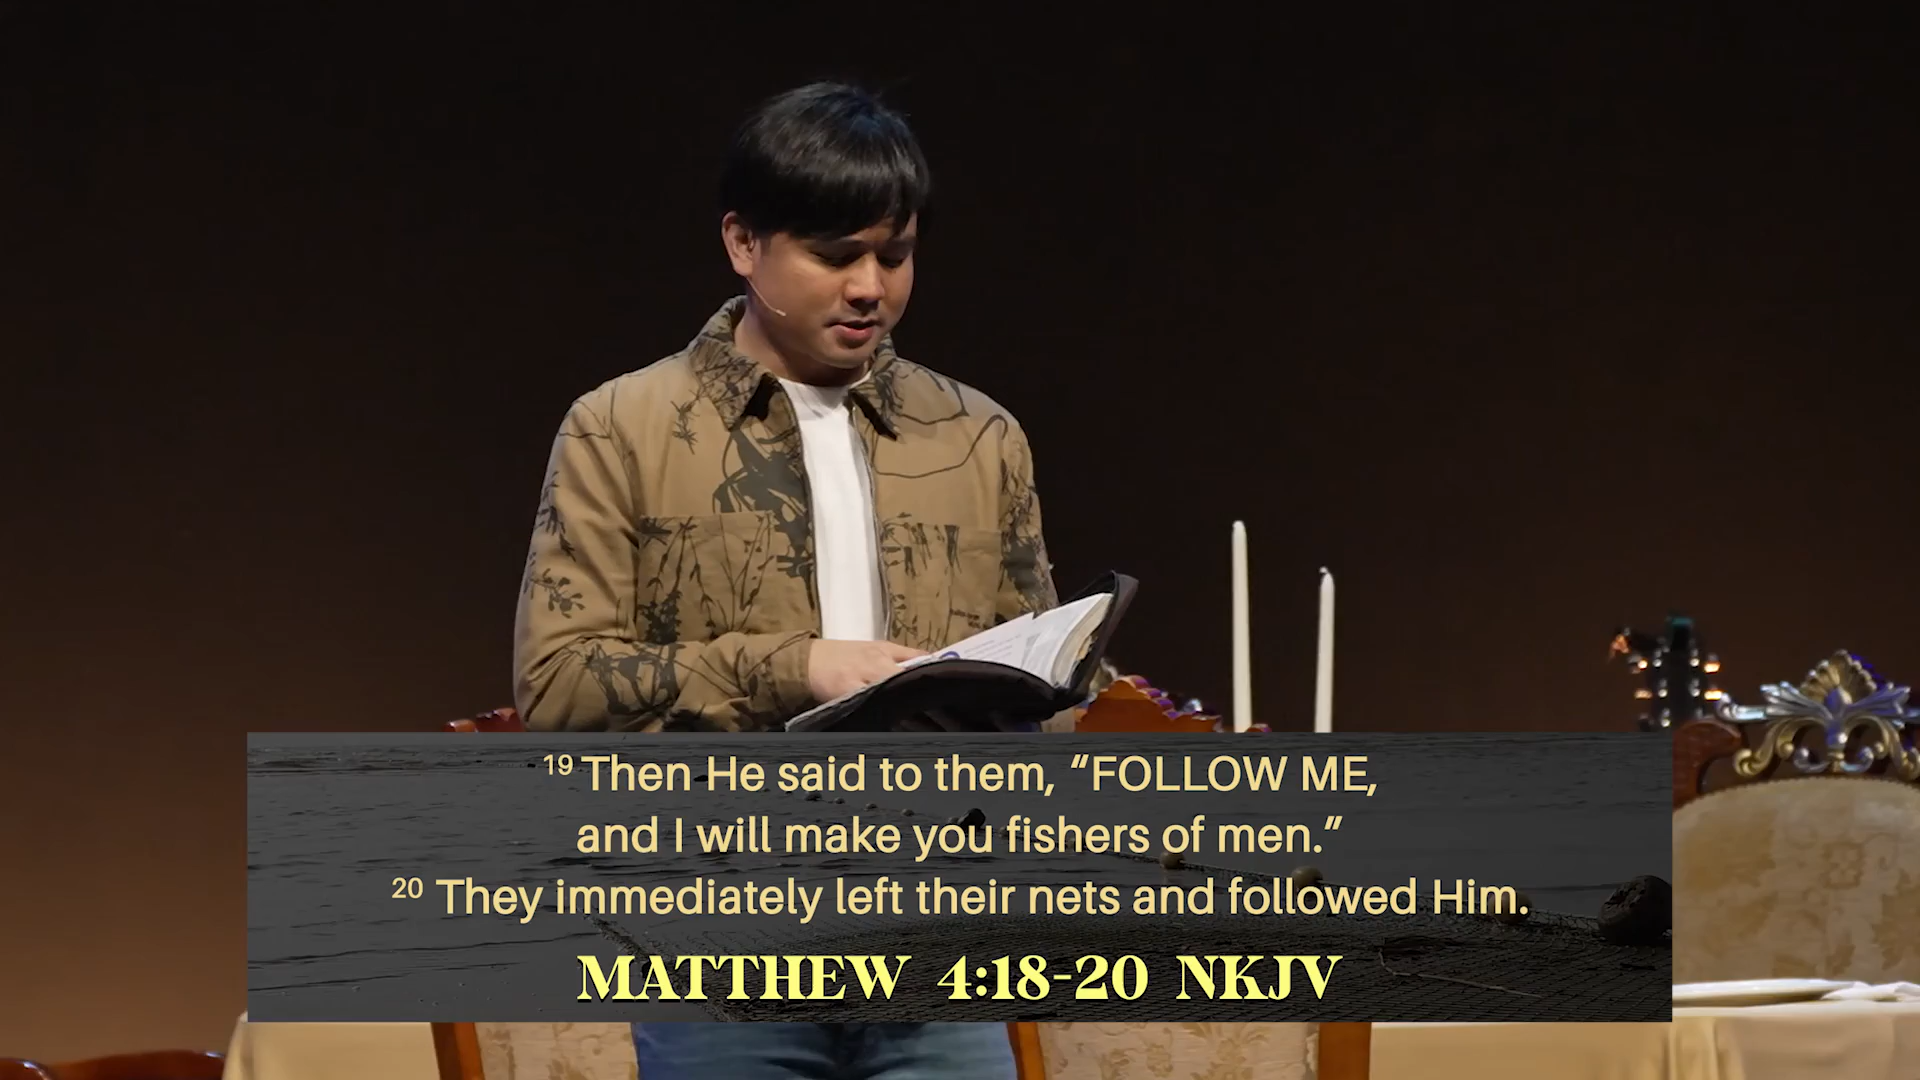 19 Then He said to them, “FOLLOW ME,
and I will make you fishers of men.”
20 They immediately left their nets and followed Him.
MATTHEW 4:18-20 NKJV